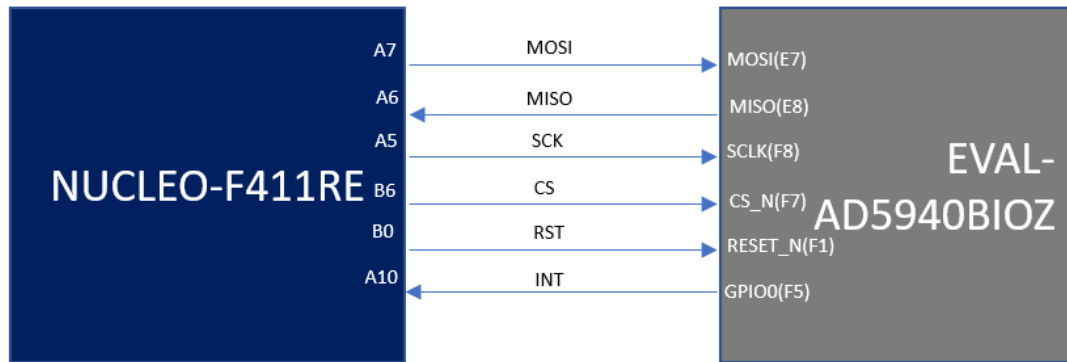 A7 MOSI MOSI(E7)
A6 MISO MISO(E8)
A5 SCK SCLK(F8)
NUCLEO-F411RE
B6 CS CS_N(F7)
EVAL-
AD5940BIOZ
B0 RST RESET_N(F1)
A10 INT GPIO0(F5)